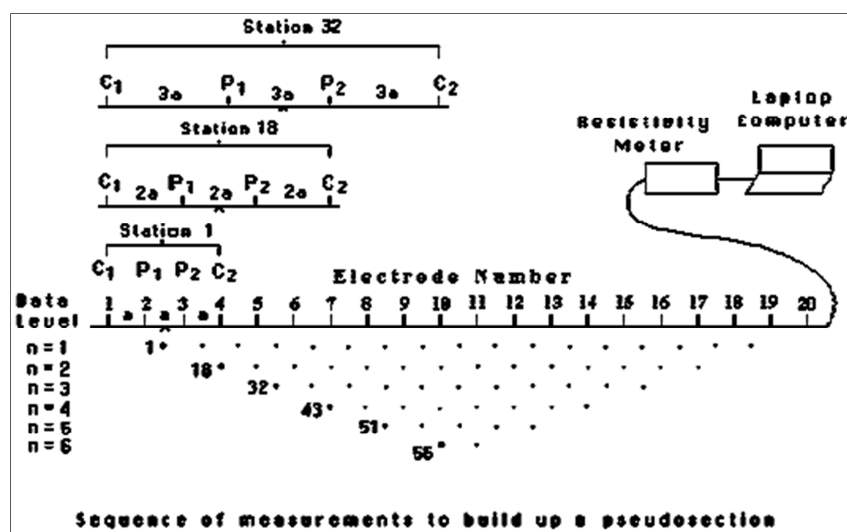 Station 32
C1 3a P1 3a P2 3a C2
Station 18
C1 2a P1 2a P2 2a C2
Station 1
C1 P1 P2 C2
Resistivity
Meter
Laptop
Computer
Electrode Number
Data
Level
1 2 3 4 5 6 7 8 9 10 11 12 13 14 15 16 17 18 19 20
a a a
n = 1 1
n = 2 18
n = 3 32
n = 4 43
n = 5 51
n = 6 55
Sequence of measurements to build up a pseudosection